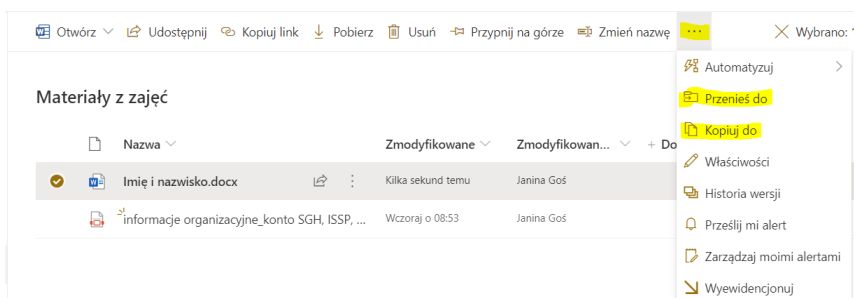 Otwórz Udostępnij Kopiuj link Pobierz Usuń Przypnij na górze Zmień nazwę ... Wybrano:
Automatyzuj
Materiały z zajęć
Przenieś do
Kopiuj do
Nazwa Zmodyfikowane Zmodyfikowan... + Do
Właściwości
Imię i nazwisko.docx Kilka sekund temu Janina Goś
Historia wersji
informacje organizacyjne_konto SGH, ISSP, ... Wczoraj o 08:53 Janina Goś
Prześlij mi alert
Zarządzaj moimi alertami
Wyewidencjonuj